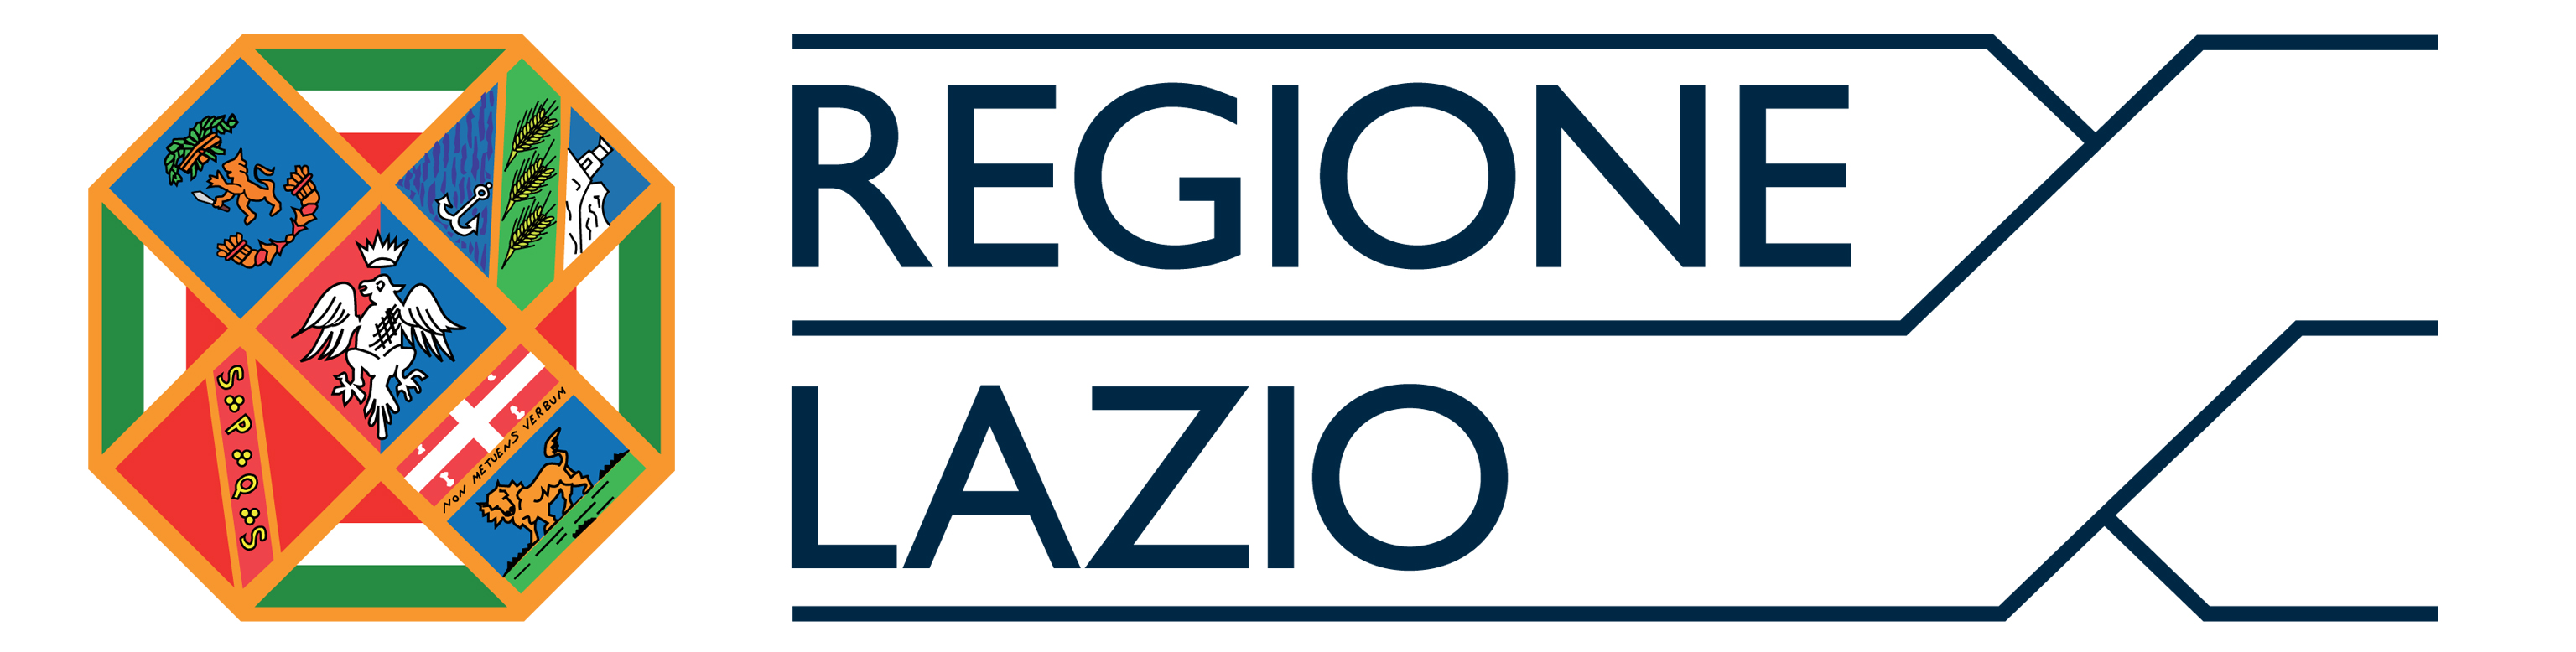 S P Q S
NON METUENS VERBUM
REGIONE
LAZIO